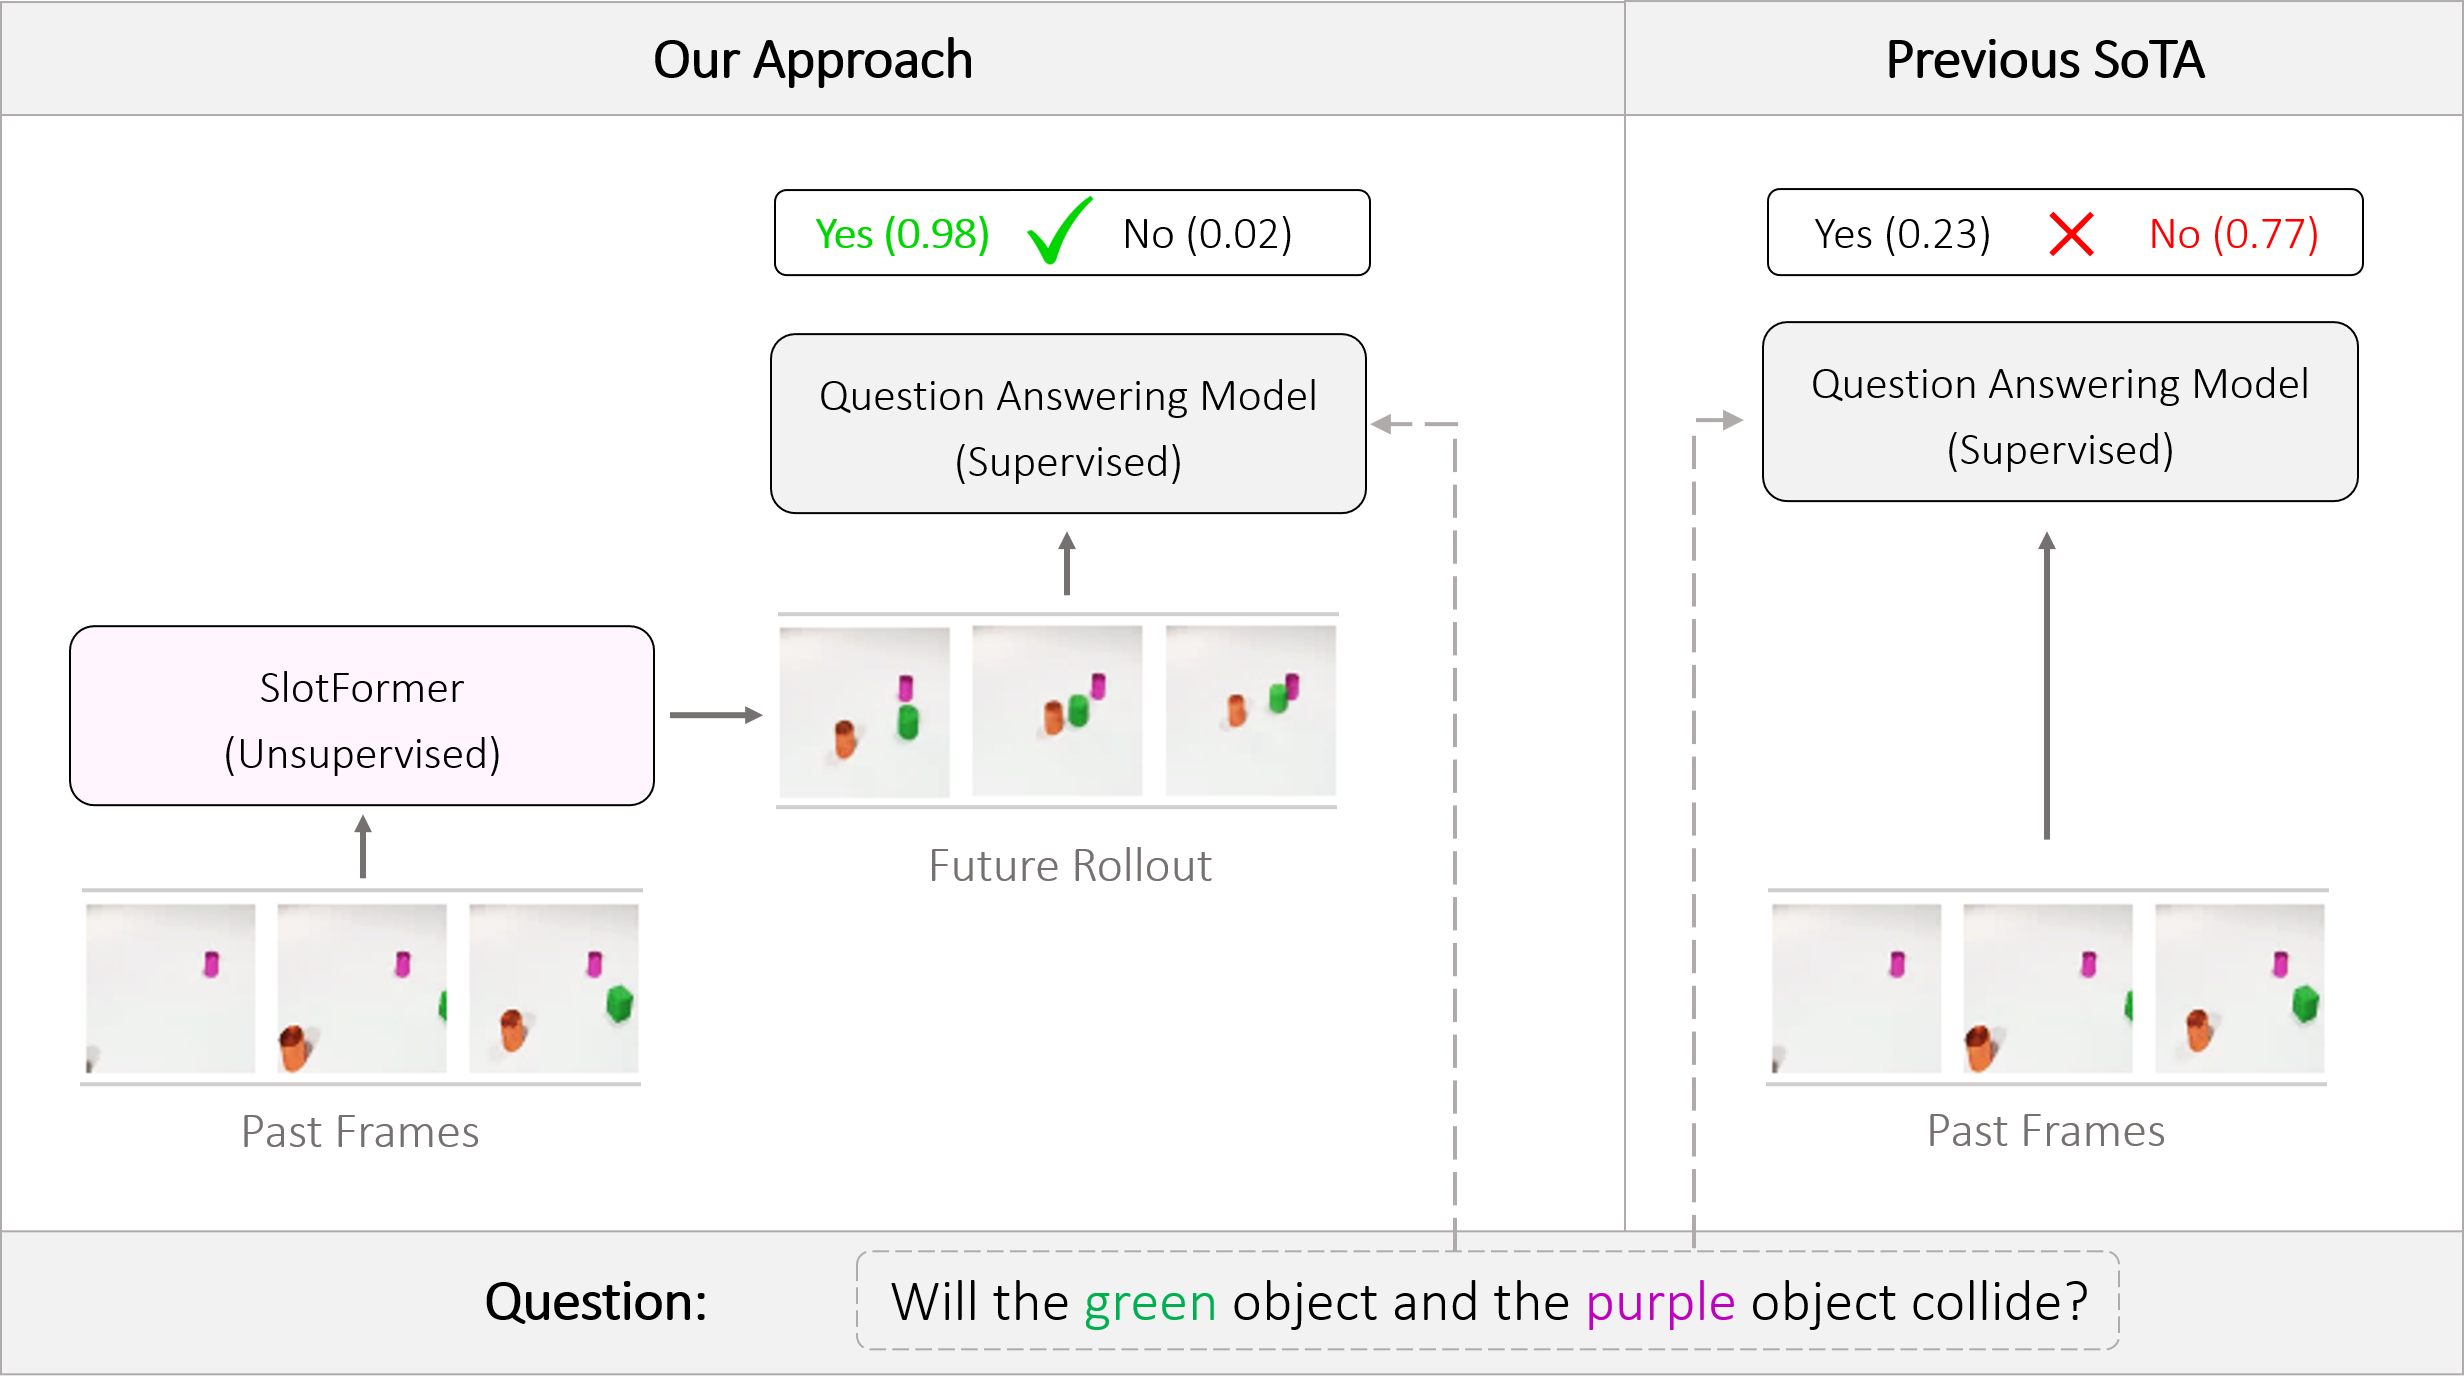 Our Approach
Previous SoTA
Yes (0.98) No (0.02)
Question Answering Model
(Supervised)
SlotFormer
(Unsupervised)
Future Rollout
Past Frames
Yes (0.23) No (0.77)
Question Answering Model
(Supervised)
Past Frames
Question: Will the green object and the purple object collide?